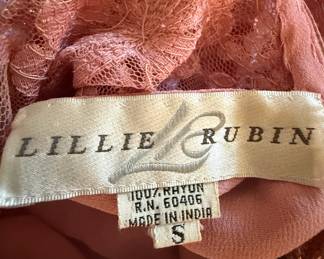 LILLIE RUBIN
100% RAYON
R.N. 60406
MADE IN INDIA
S